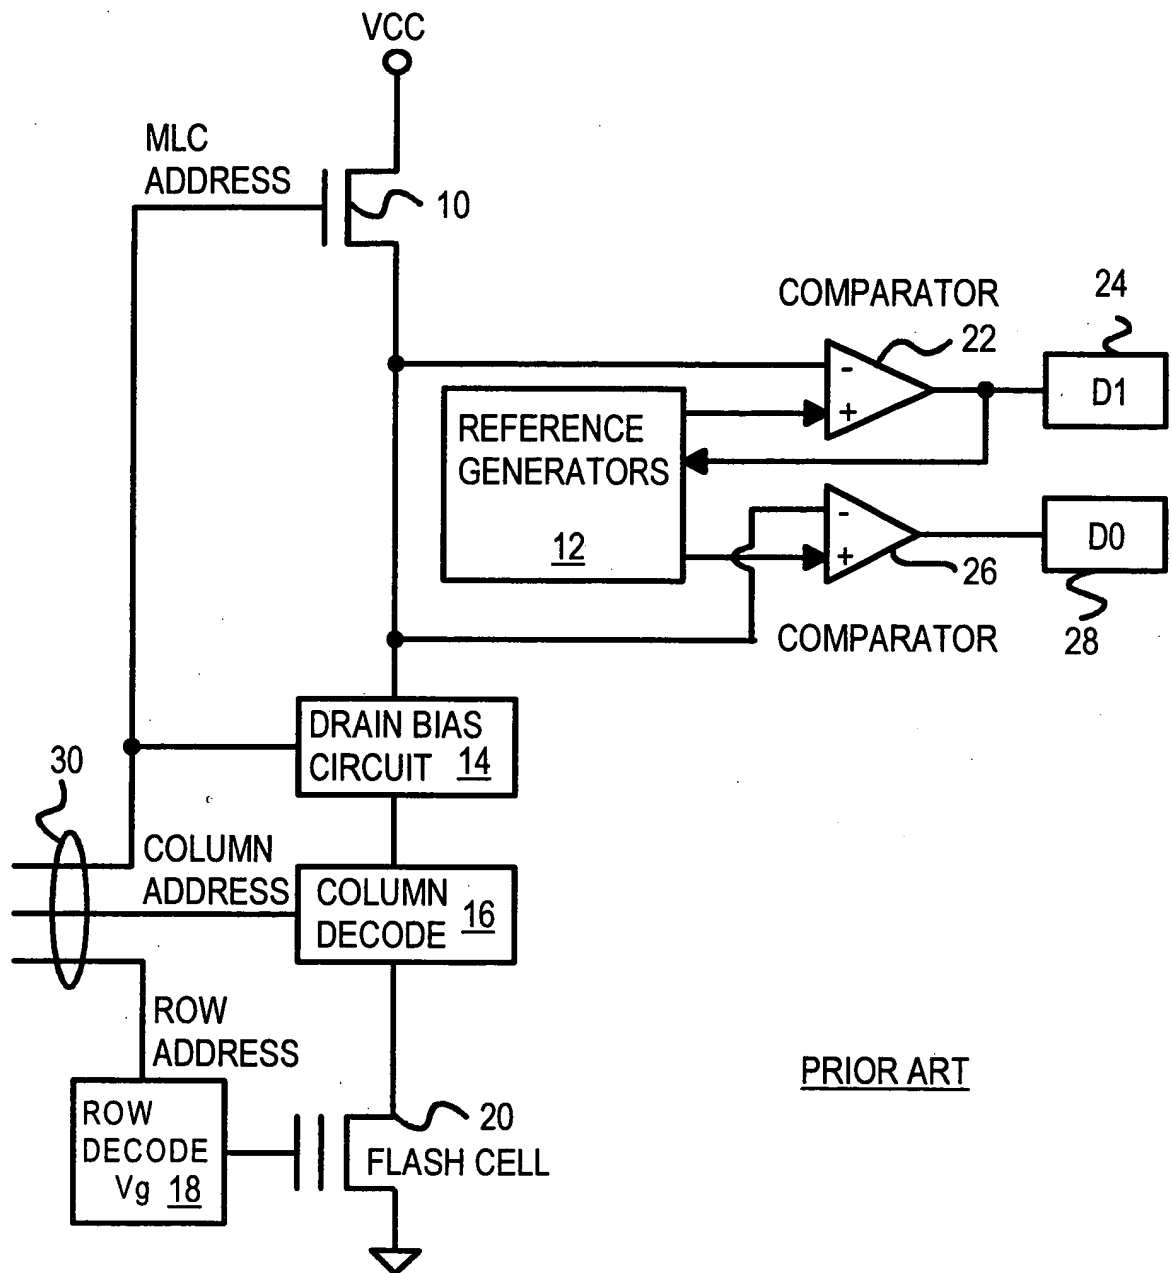 VCC
MLC
ADDRESS
10
COMPARATOR
22
24
D1
REFERENCE
GENERATORS
12
-
+
-
+
26
D0
28
COMPARATOR
DRAIN BIAS
CIRCUIT 14
30
COLUMN
ADDRESS
COLUMN
DECODE 16
ROW
ADDRESS
ROW
DECODE
Vg 18
20
FLASH CELL
PRIOR ART